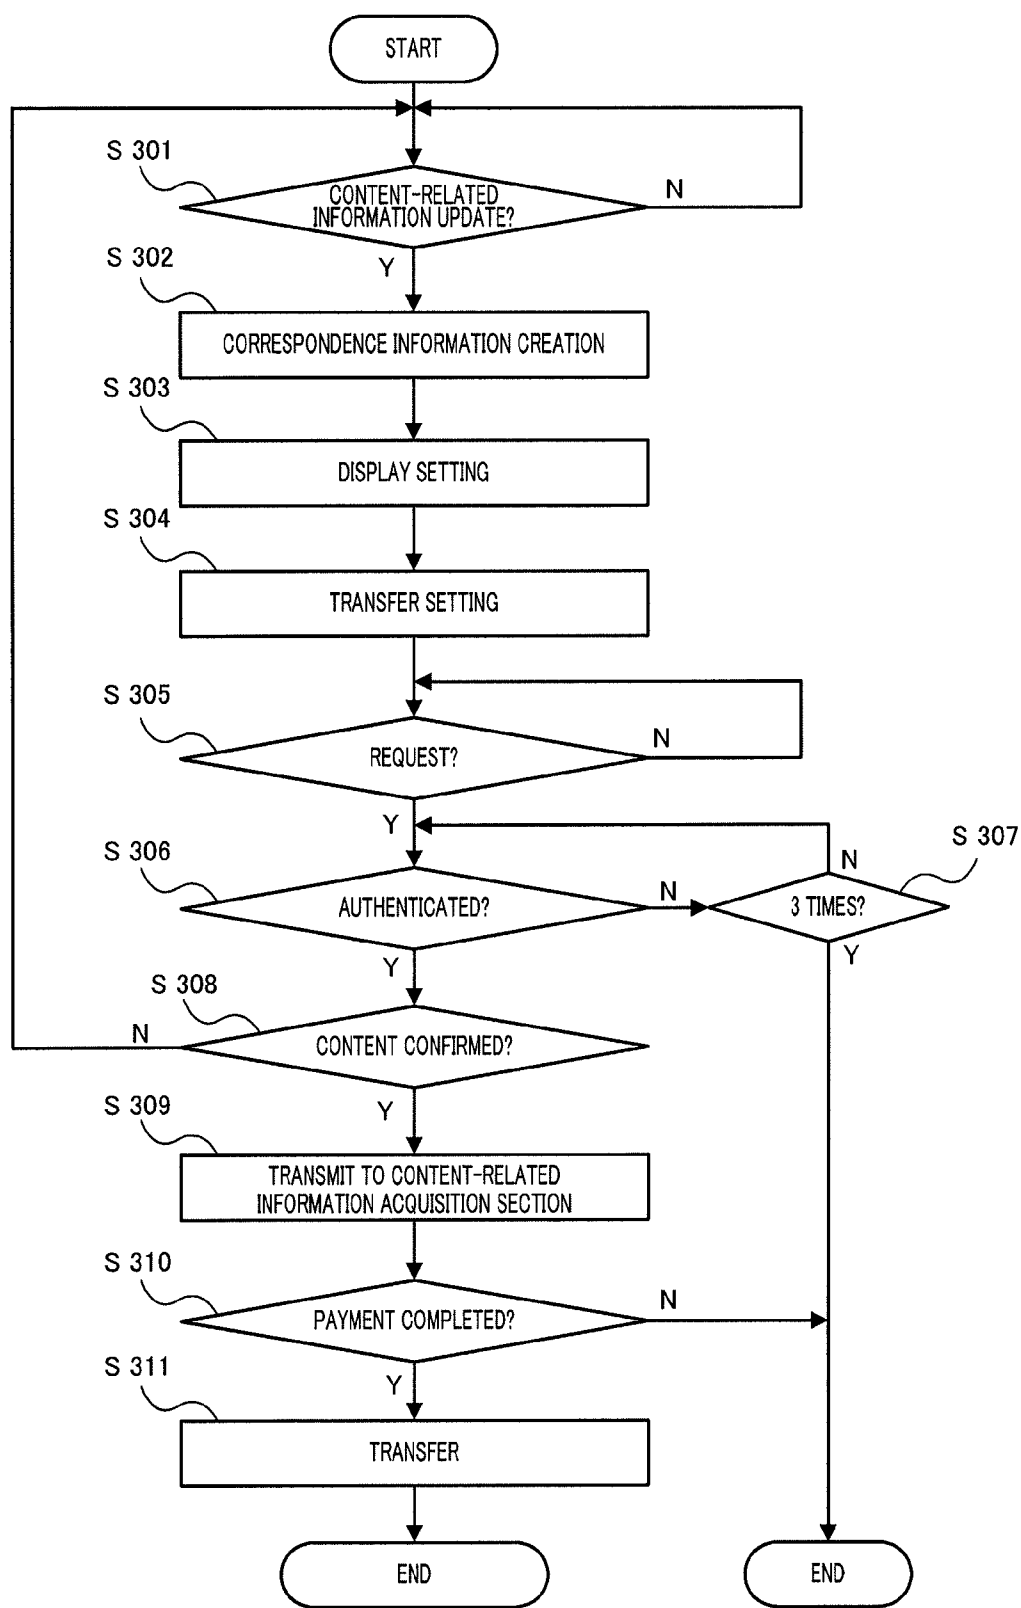 START
S 301
CONTENT-RELATED
INFORMATION UPDATE?
N
Y
S 302
CORRESPONDENCE INFORMATION CREATION
S 303
DISPLAY SETTING
S 304
TRANSFER SETTING
S 305
REQUEST?
N
Y
S 306
AUTHENTICATED?
N
Y
S 307
3 TIMES?
N
Y
S 308
CONTENT CONFIRMED?
N
Y
S 309
TRANSMIT TO CONTENT-RELATED
INFORMATION ACQUISITION SECTION
S 310
PAYMENT COMPLETED?
N
Y
S 311
TRANSFER
END
END